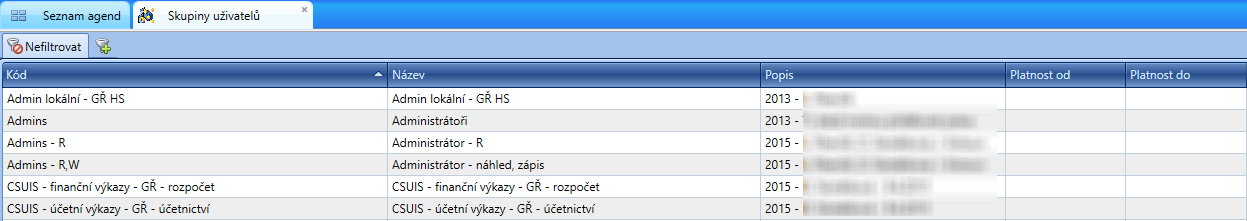 Seznam agend Skupiny uživatelů
Nefiltrovat
Kód Název Popis Platnost od Platnost do
Admin lokální - GŘ HS Admin lokální - GŘ HS 2013 -
Admins Administrátoři 2013 -
Admins - R Administrátor - R 2015 -
Admins - R,W Administrátor - náhled, zápis 2015 -
CSUIS - finanční výkazy - GŘ - rozpočet CSUIS - finanční výkazy - GŘ - rozpočet 2015 -
CSUIS - účetní výkazy - GŘ - účetnictví CSUIS - účetní výkazy - GŘ - účetnictví 2015 -